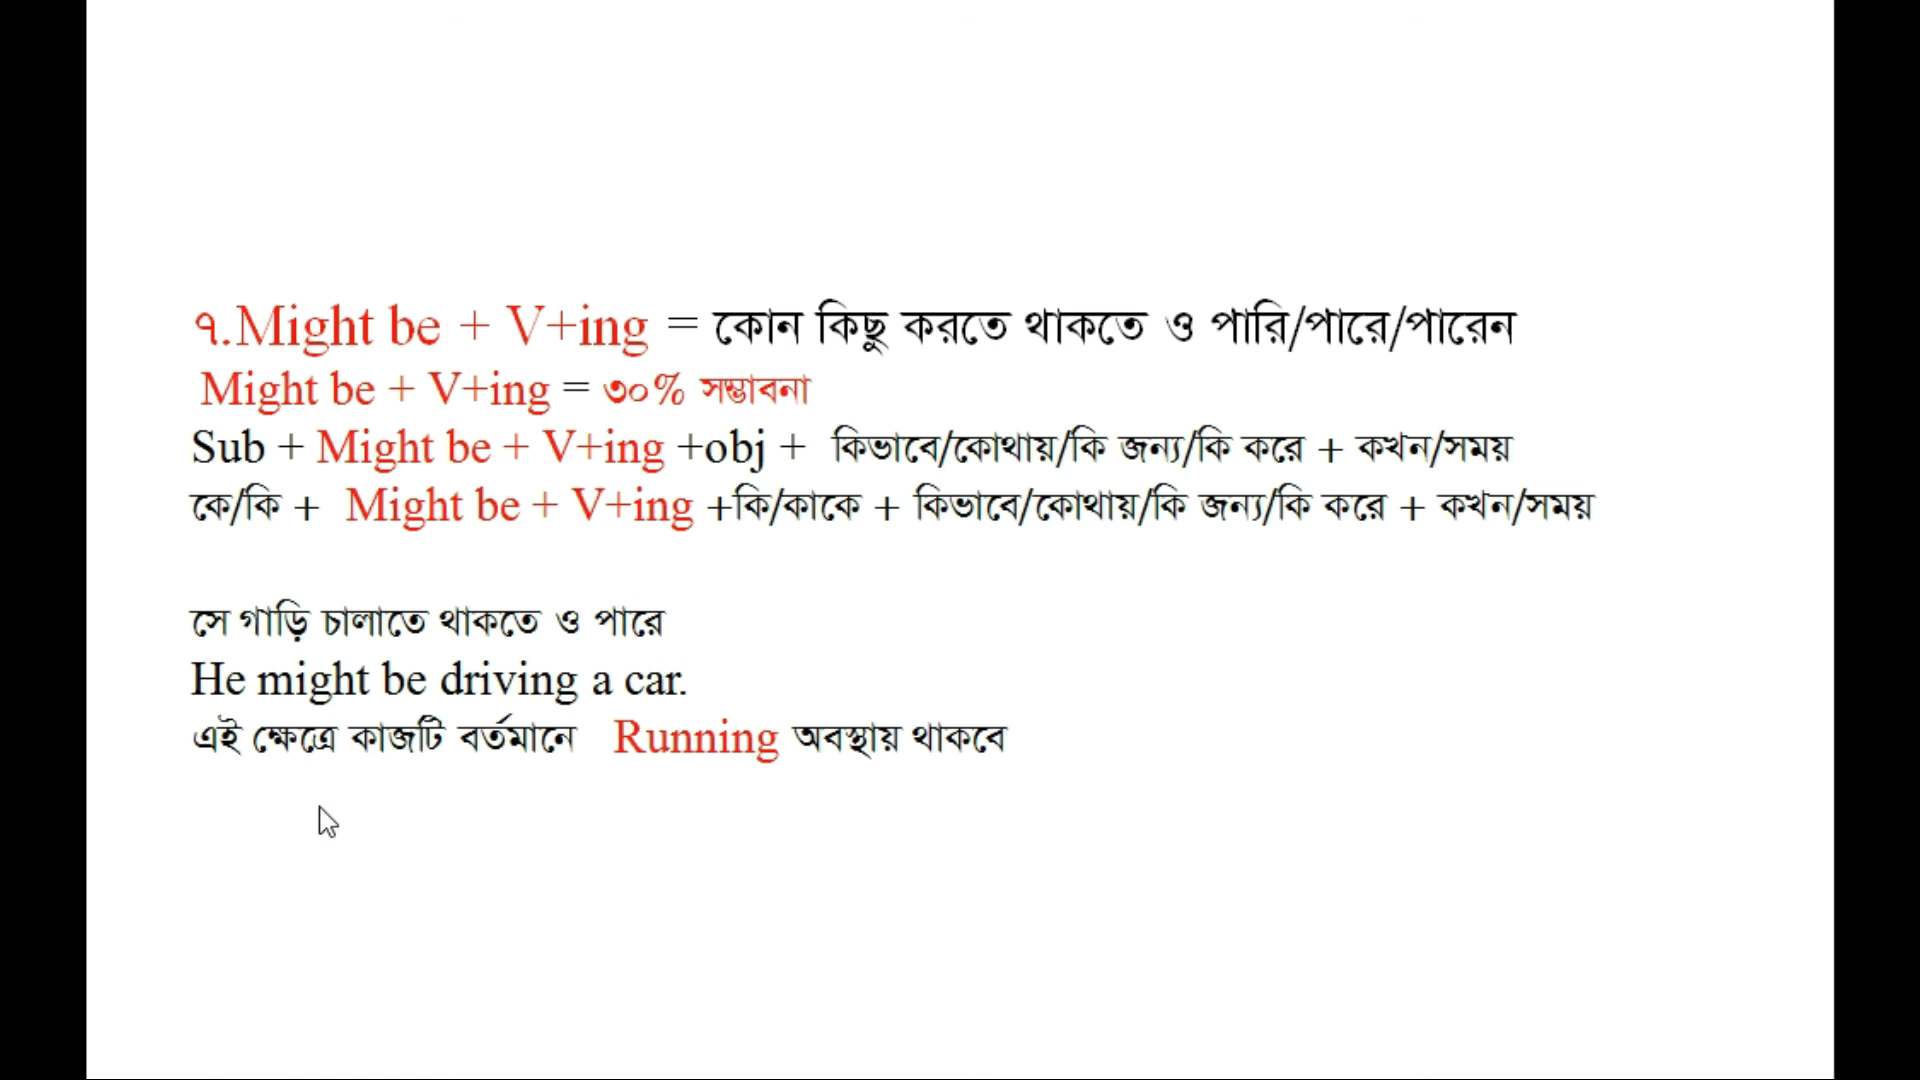 ৭.Might be + V+ing = কোন কিছু করতে থাকতে ও পারি/পারে/পারেন
Might be + V+ing = ৩০% সম্ভাবনা
Sub + Might be + V+ing +obj + কিভাবে/কোথায়/কি জন্য/কি করে + কখন/সময়
কে/কি + Might be + V+ing +কি/কাকে + কিভাবে/কোথায়/কি জন্য/কি করে + কখন/সময়
সে গাড়ি চালাতে থাকতে ও পারে
He might be driving a car.
এই ক্ষেত্রে কাজটি বর্তমানে Running অবস্থায় থাকবে